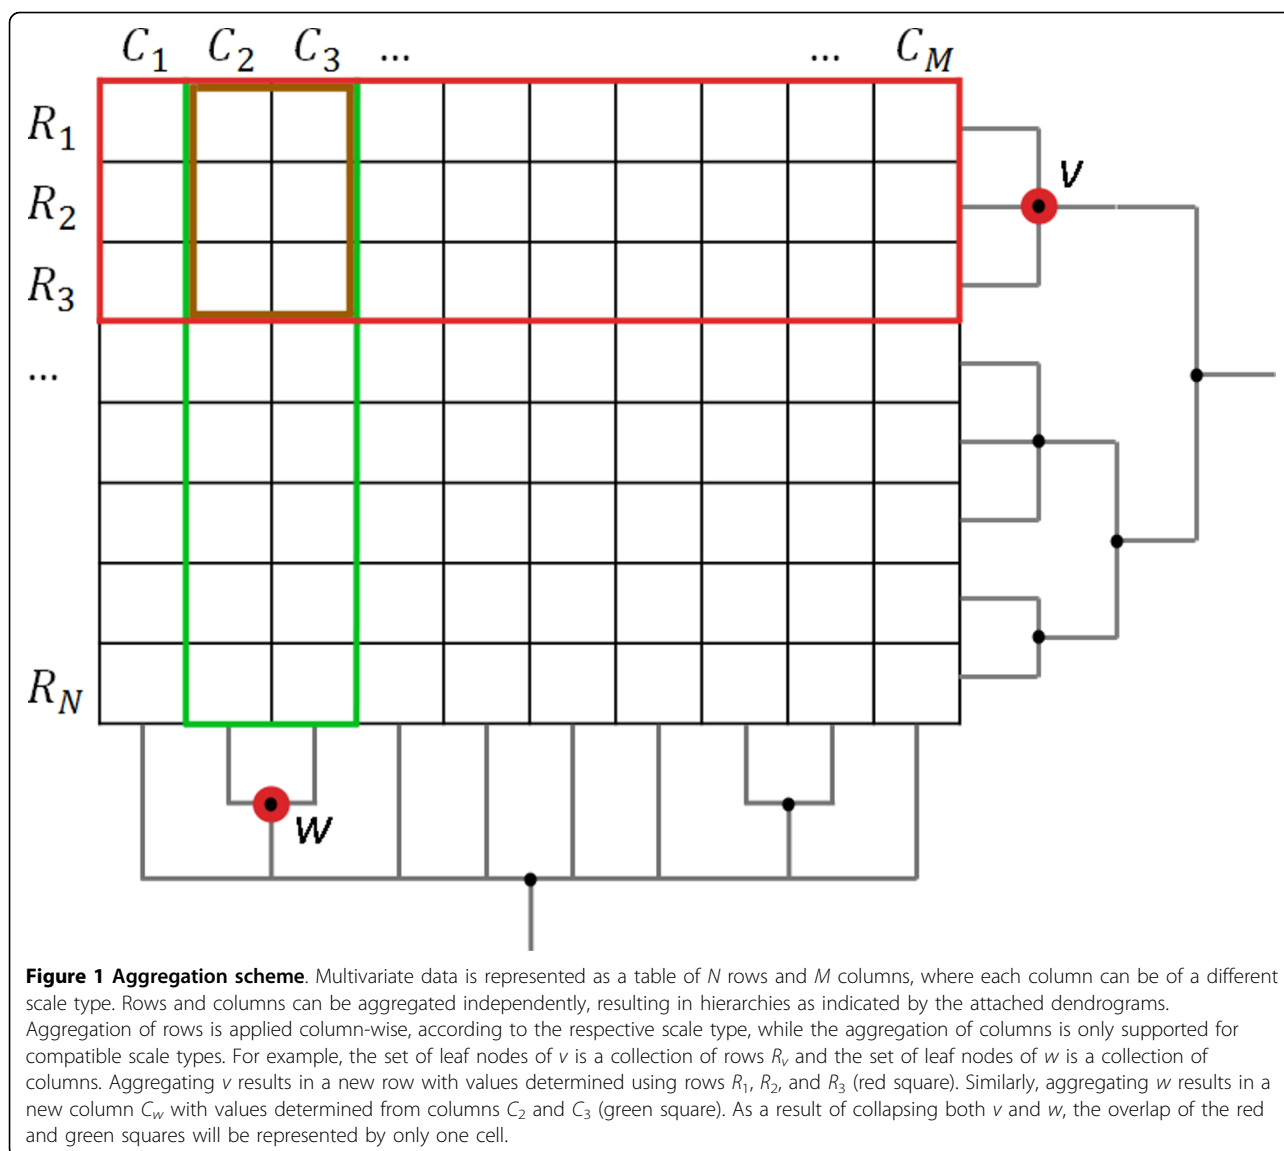 C1 C2 C3 ... ... CM
R1
v
R2
R3
...
RN
w
Figure 1 Aggregation scheme. Multivariate data is represented as a table of N rows and M columns, where each column can be of a different
scale type. Rows and columns can be aggregated independently, resulting in hierarchies as indicated by the attached dendrograms.
Aggregation of rows is applied column-wise, according to the respective scale type, while the aggregation of columns is only supported for
compatible scale types. For example, the set of leaf nodes of v is a collection of rows Rv and the set of leaf nodes of w is a collection of
columns. Aggregating v results in a new row with values determined using rows R1, R2, and R3 (red square). Similarly, aggregating w results in a
new column Cw with values determined from columns C2 and C3 (green square). As a result of collapsing both v and w, the overlap of the red
and green squares will be represented by only one cell.